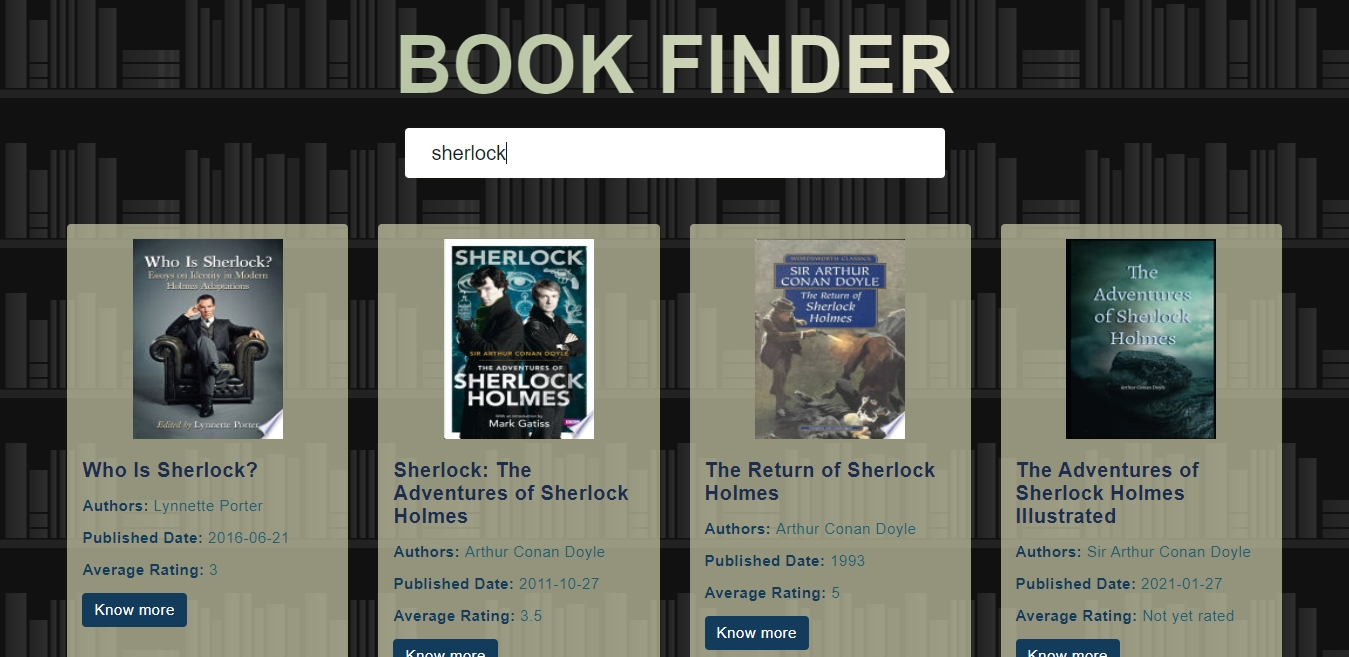 BOOK FINDER
sherlock
Who Is Sherlock?
Essays on Identity in Modern
Holmes Adaptations
Edited by Lynnette Porter
Who Is Sherlock?
Authors: Lynnette Porter
Published Date: 2016-06-21
Average Rating: 3
Know more
SHERLOCK
SIR ARTHUR CONAN DOYLE
THE ADVENTURES OF
SHERLOCK
HOLMES
With an introduction by
Mark Gatiss
Sherlock: The
Adventures of Sherlock
Holmes
Authors: Arthur Conan Doyle
Published Date: 2011-10-27
Average Rating: 3.5
Know more
WORDSWORTH CLASSICS
SIR ARTHUR
CONAN DOYLE
The Return of
Sherlock
Holmes
The Return of Sherlock
Holmes
Authors: Arthur Conan Doyle
Published Date: 1993
Average Rating: 5
Know more
The
Adventures
of Sherlock
Holmes
Arthur Conan Doyle
The Adventures of
Sherlock Holmes
Illustrated
Authors: Sir Arthur Conan Doyle
Published Date: 2021-01-27
Average Rating: Not yet rated
Know more